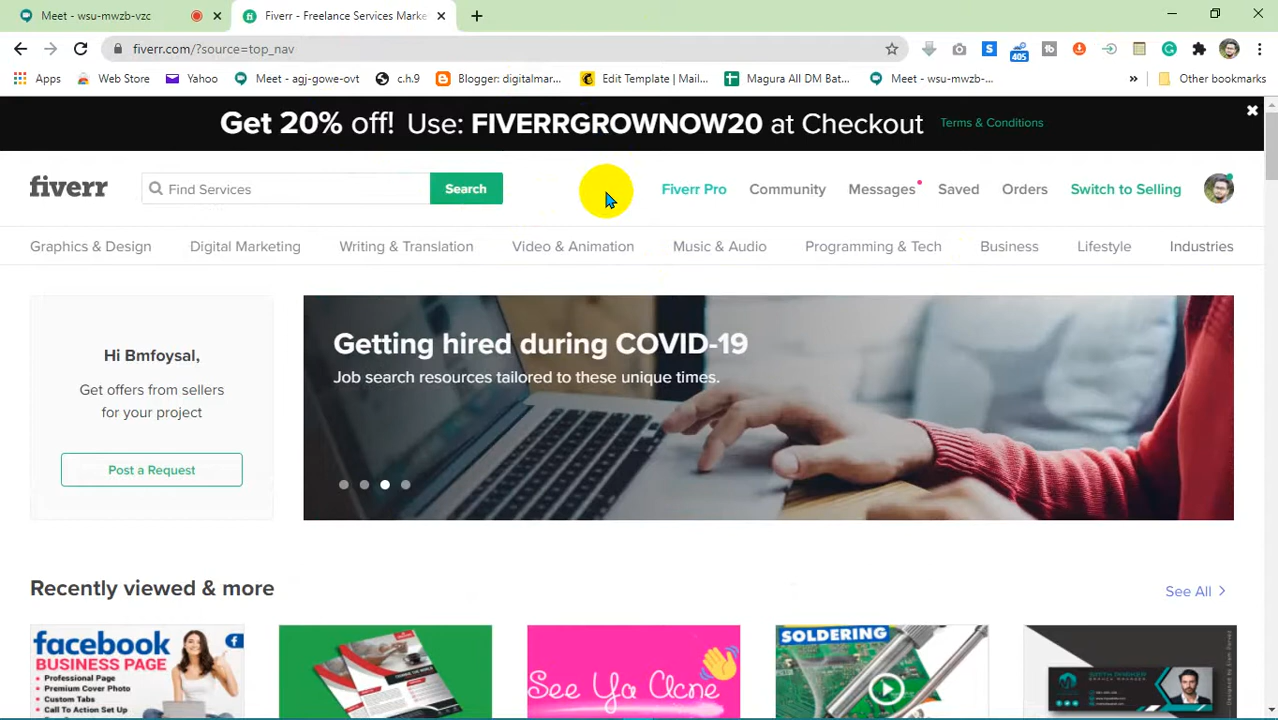 Meet - wsu-mwzb-vzc
Fiverr - Freelance Services Marke
fiverr.com/?source=top_nav
405
Apps
Web Store
Yahoo
Meet - agj-gowe-ovt
c.h.9
Blogger: digitalmar...
Edit Template | Mail...
Magura All DM Bat...
Meet - wsu-mwzb-...
Other bookmarks
Get 20% off! Use: FIVERRGROWNOW20 at Checkout
Terms & Conditions
fiverr
Find Services
Search
Fiverr Pro
Community
Messages
Saved
Orders
Switch to Selling
Graphics & Design
Digital Marketing
Writing & Translation
Video & Animation
Music & Audio
Programming & Tech
Business
Lifestyle
Industries
Hi Bmfoysal,
Get offers from sellers
for your project
Post a Request
Getting hired during COVID-19
Job search resources tailored to these unique times.
Recently viewed & more
See All
facebook
BUSINESS PAGE
Professional Page
Premium Cover Photo
Custom Tabs
Call To Action Set Up
See Ya Clone
SOLDERING